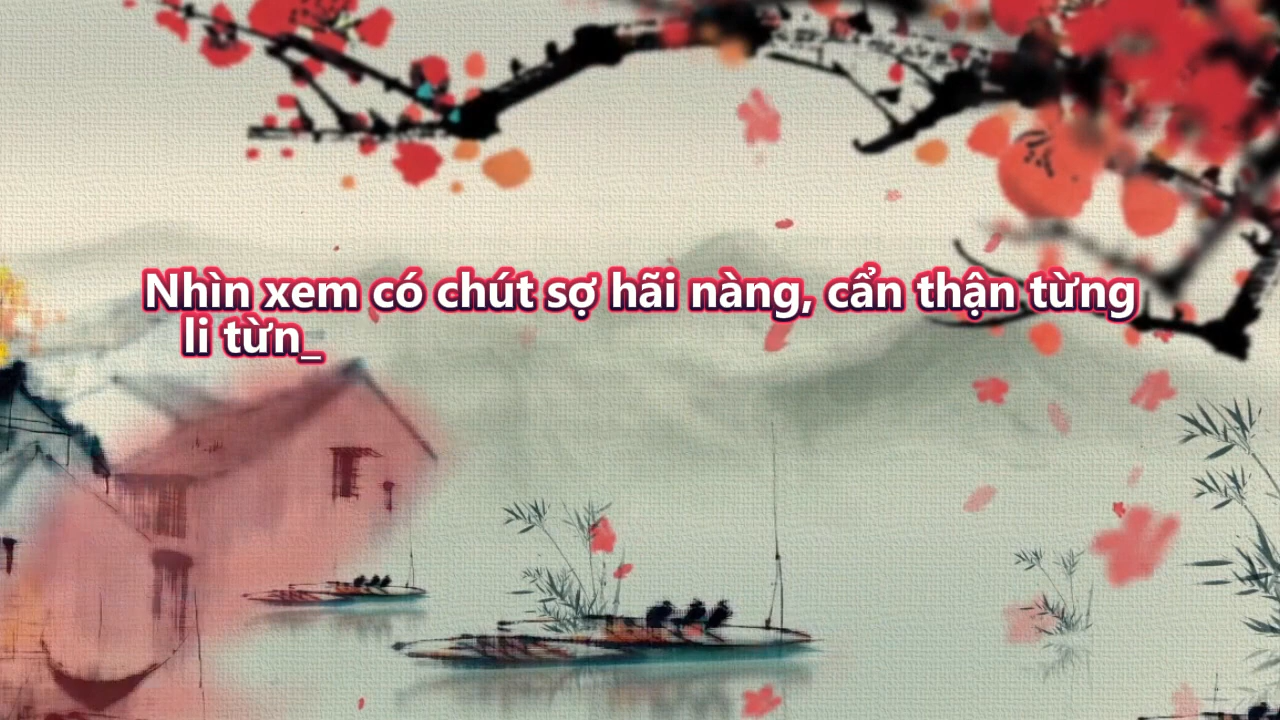 Nhìn xem có chút sợ hãi nàng, cẩn thận từng
li từn_